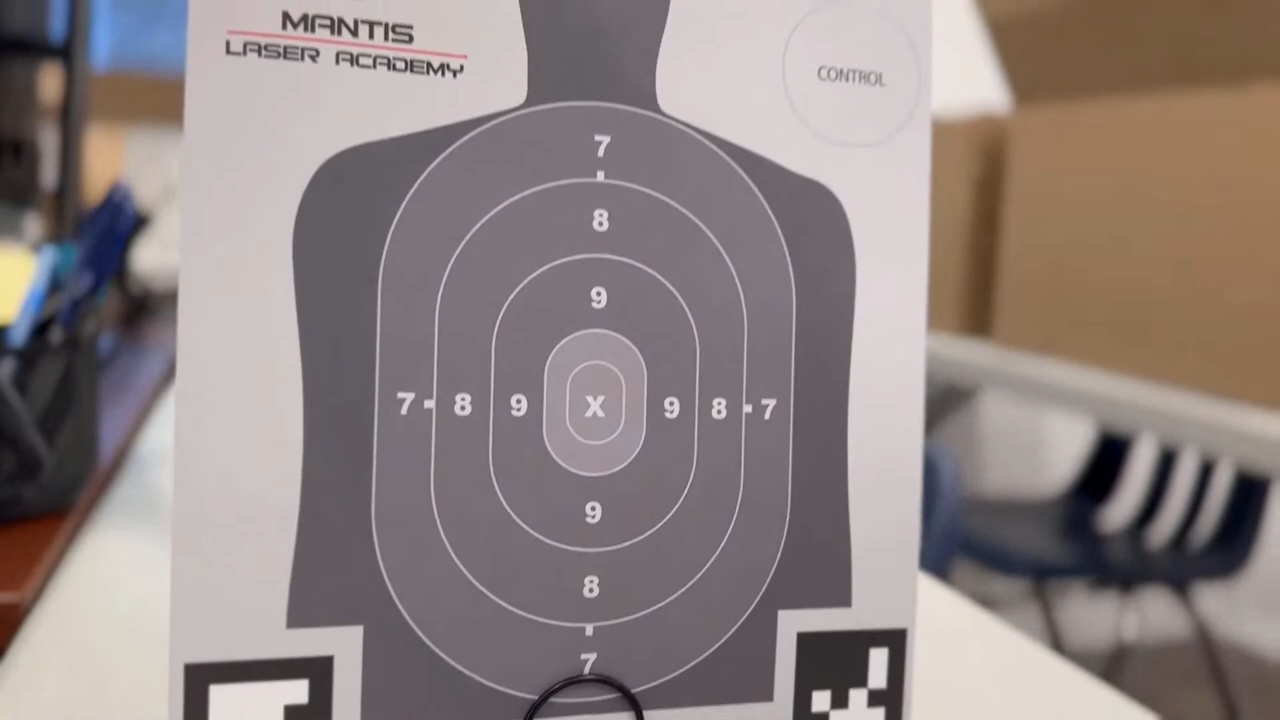 MANTIS
LASER ACADEMY
CONTROL
7
8
9
7 8 9 X 9 8 7
9
8
7